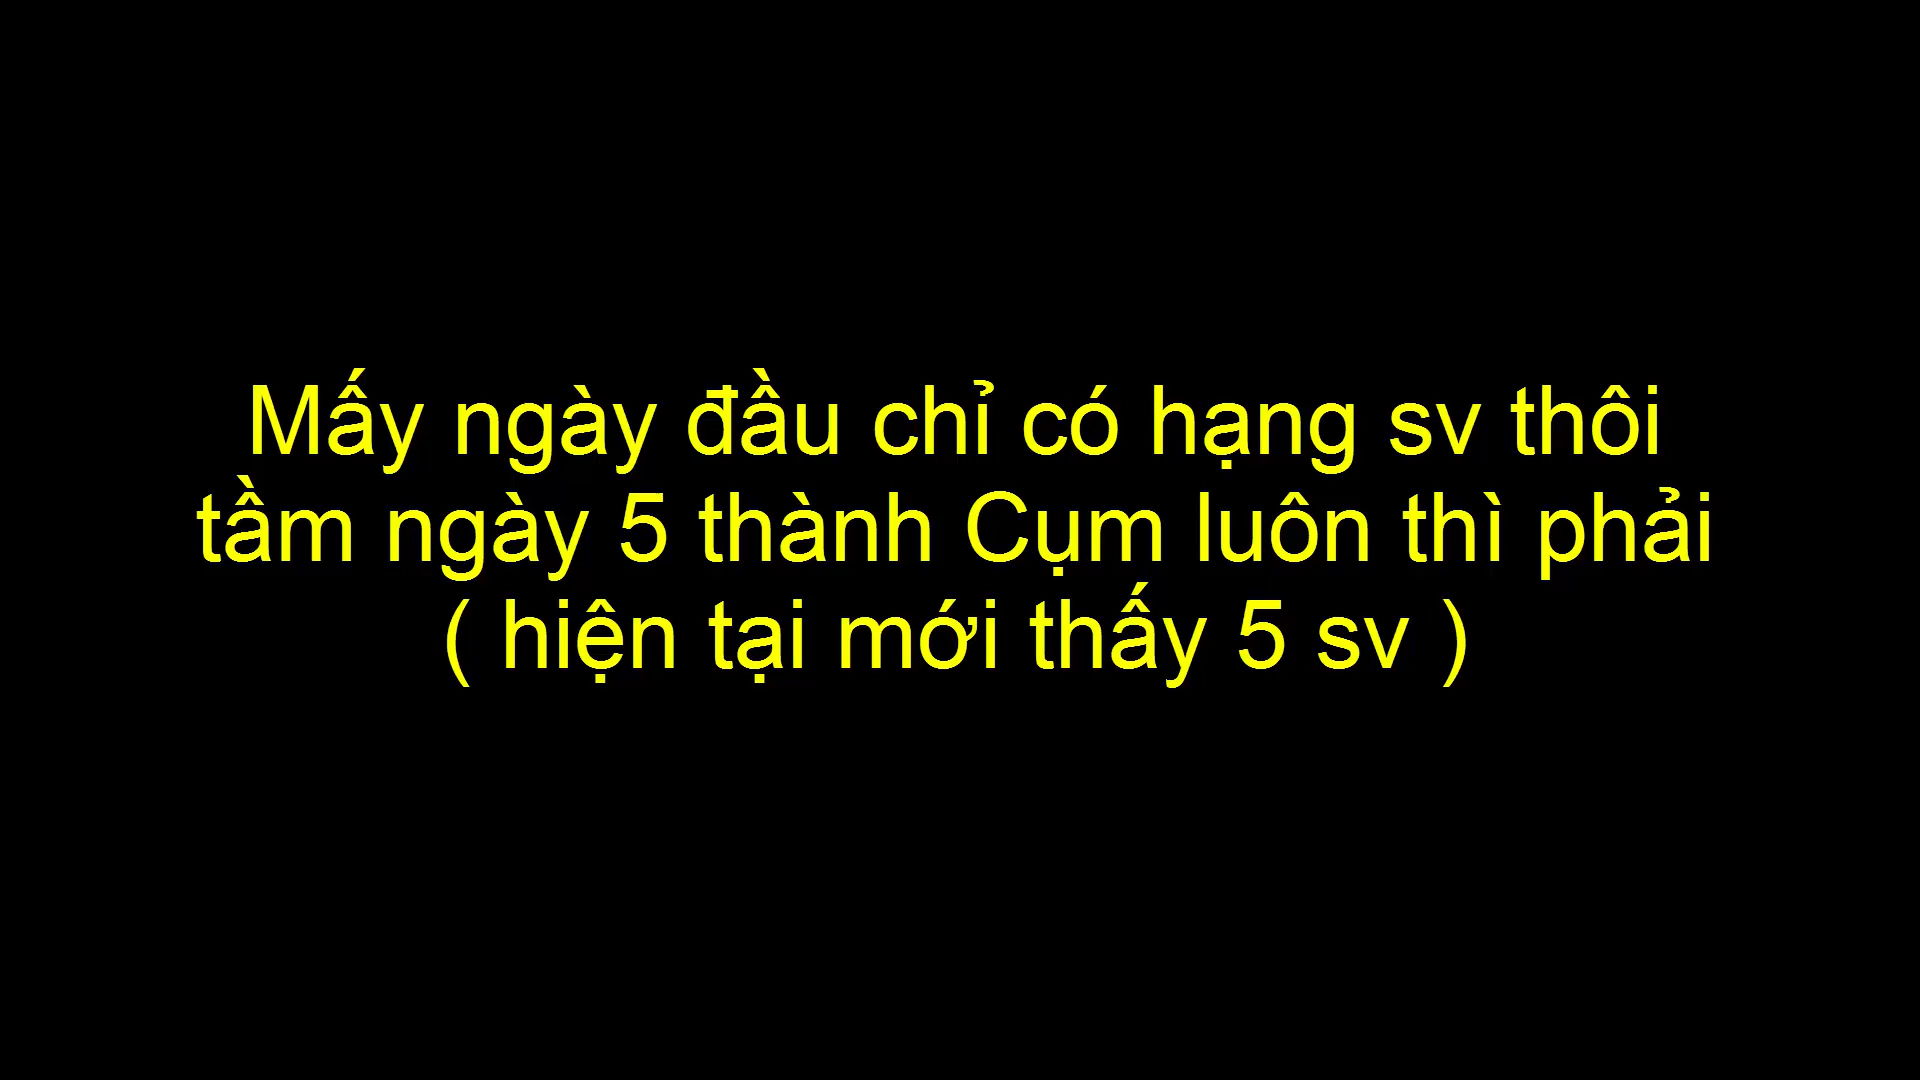 Mấy ngày đầu chỉ có hạng sv thôi
tầm ngày 5 thành Cụm luôn thì phải
( hiện tại mới thấy 5 sv )